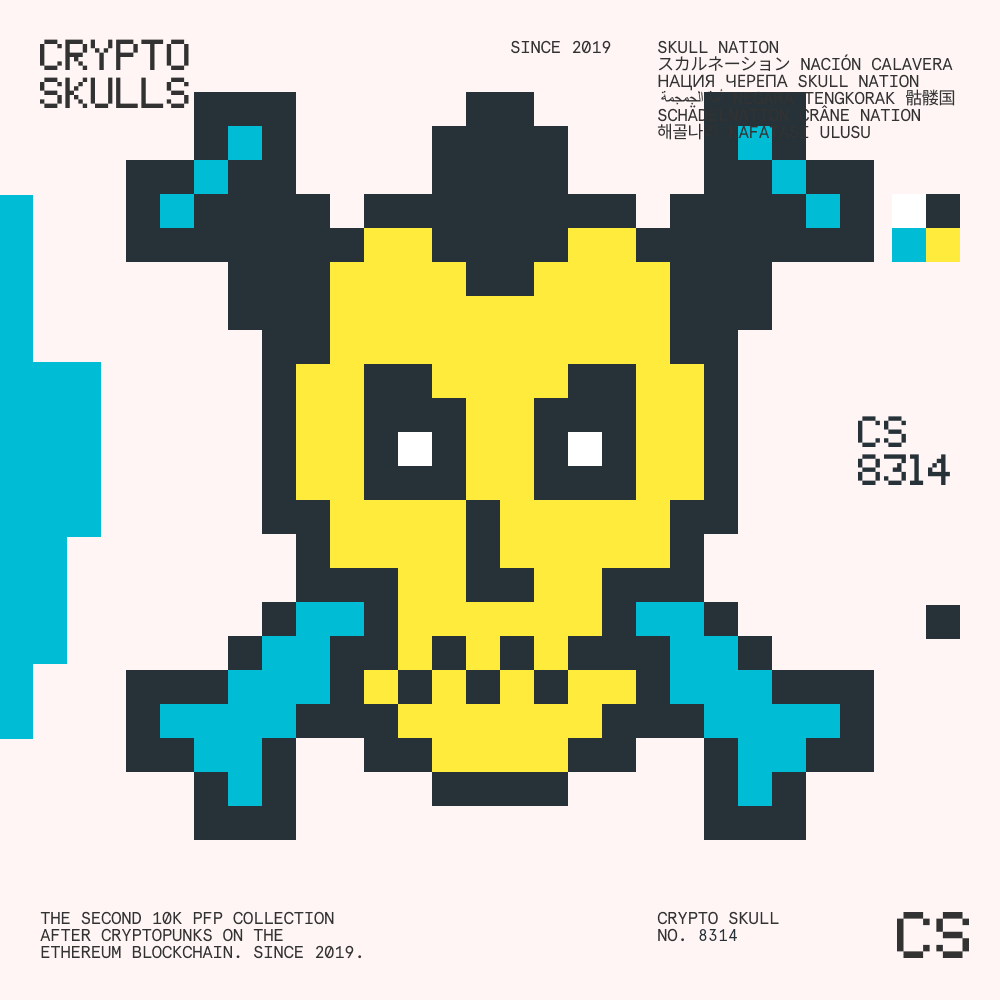 CRYPTO
SKULLS
SINCE 2019
SKULL NATION
スカルネーション NACIÓN CALAVERA
НАЦИЯ ЧЕРЕПА SKULL NATION
الجمجمة TENGKORAK 骷髅国
CRÂNE NATION
ULUSU
CS
8314
THE SECOND 10K PFP COLLECTION
AFTER CRYPTOPUNKS ON THE
ETHEREUM BLOCKCHAIN. SINCE 2019.
CRYPTO SKULL
NO. 8314
CS